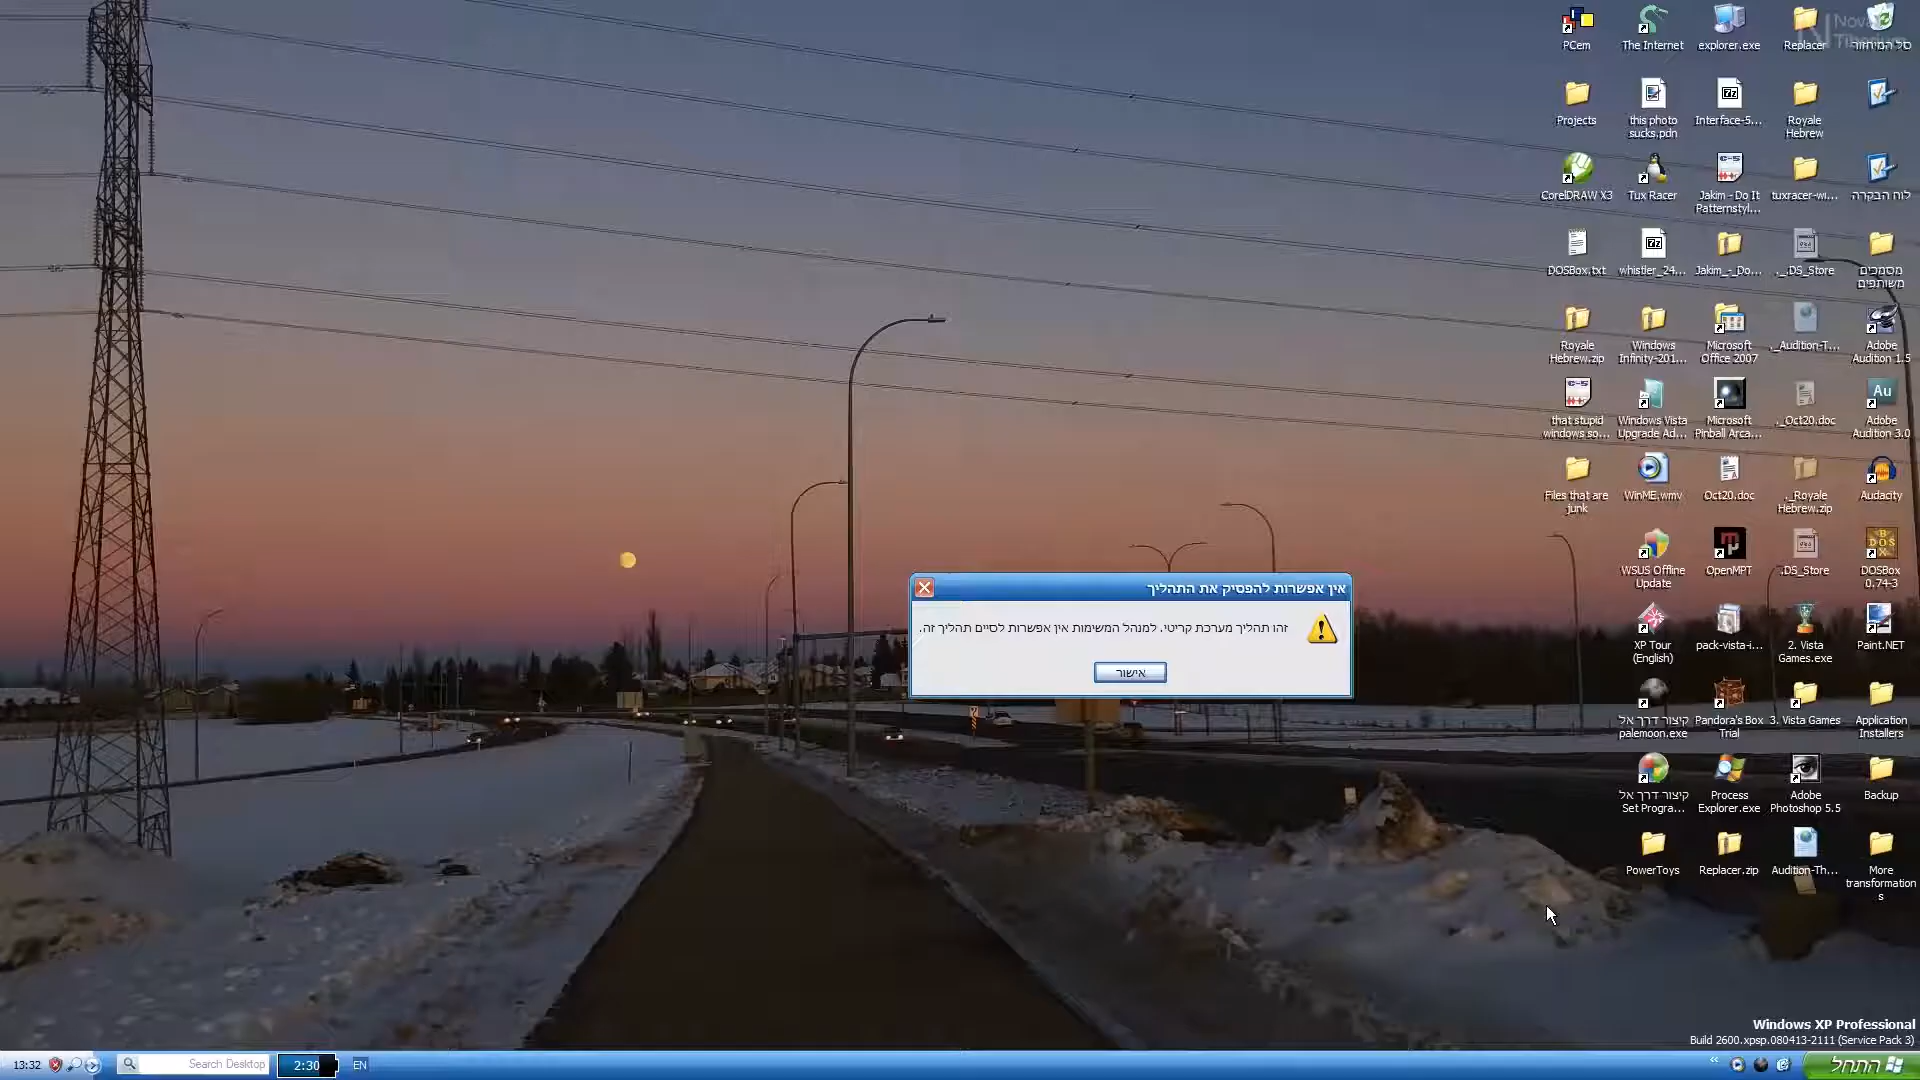 Nova
סל המיחזור
Replacer
explorer.exe
The Internet
PCem
Royale
Hebrew
Interface-5...
this photo
sucks.pdn
Projects
לוח הבקרה
tuxracer-wi...
Jakim - Do It
Patternstyl...
Tux Racer
CorelDRAW X3
מסמכים
משותפים
._.DS_Store
Jakim_-_Do...
whistler_24...
DOSBox.txt
Adobe
Audition 1.5
._Audition-T...
Microsoft
Office 2007
Windows
Infinity-201...
Royale
Hebrew.zip
Au
Adobe
Audition 3.0
._Oct20.doc
Microsoft
Pinball Arca...
Windows Vista
Upgrade Ad...
that stupid
windows so...
Audacity
._Royale
Hebrew.zip
Oct20.doc
WinME.wmv
Files that are
junk
DOSBox
0.74-3
.DS_Store
OpenMPT
WSUS Offline
Update
Paint.NET
2. Vista
Games.exe
pack-vista-i...
XP Tour
(English)
Application
Installers
3. Vista Games
Pandora's Box
Trial
קיצור דרך אל
palemoon.exe
Backup
Adobe
Photoshop 5.5
Process
Explorer.exe
קיצור דרך אל
Set Progra...
More
transformation
s
Audition-Th...
Replacer.zip
PowerToys
אין אפשרות להפסיק את התהליך
זהו תהליך מערכת קריטי. למנהל המשימות אין אפשרות לסיים תהליך זה.
אישור
Windows XP Professional
Build 2600.xpsp.080413-2111 (Service Pack 3)
התחל
EN
2:30
Search Desktop
13:32